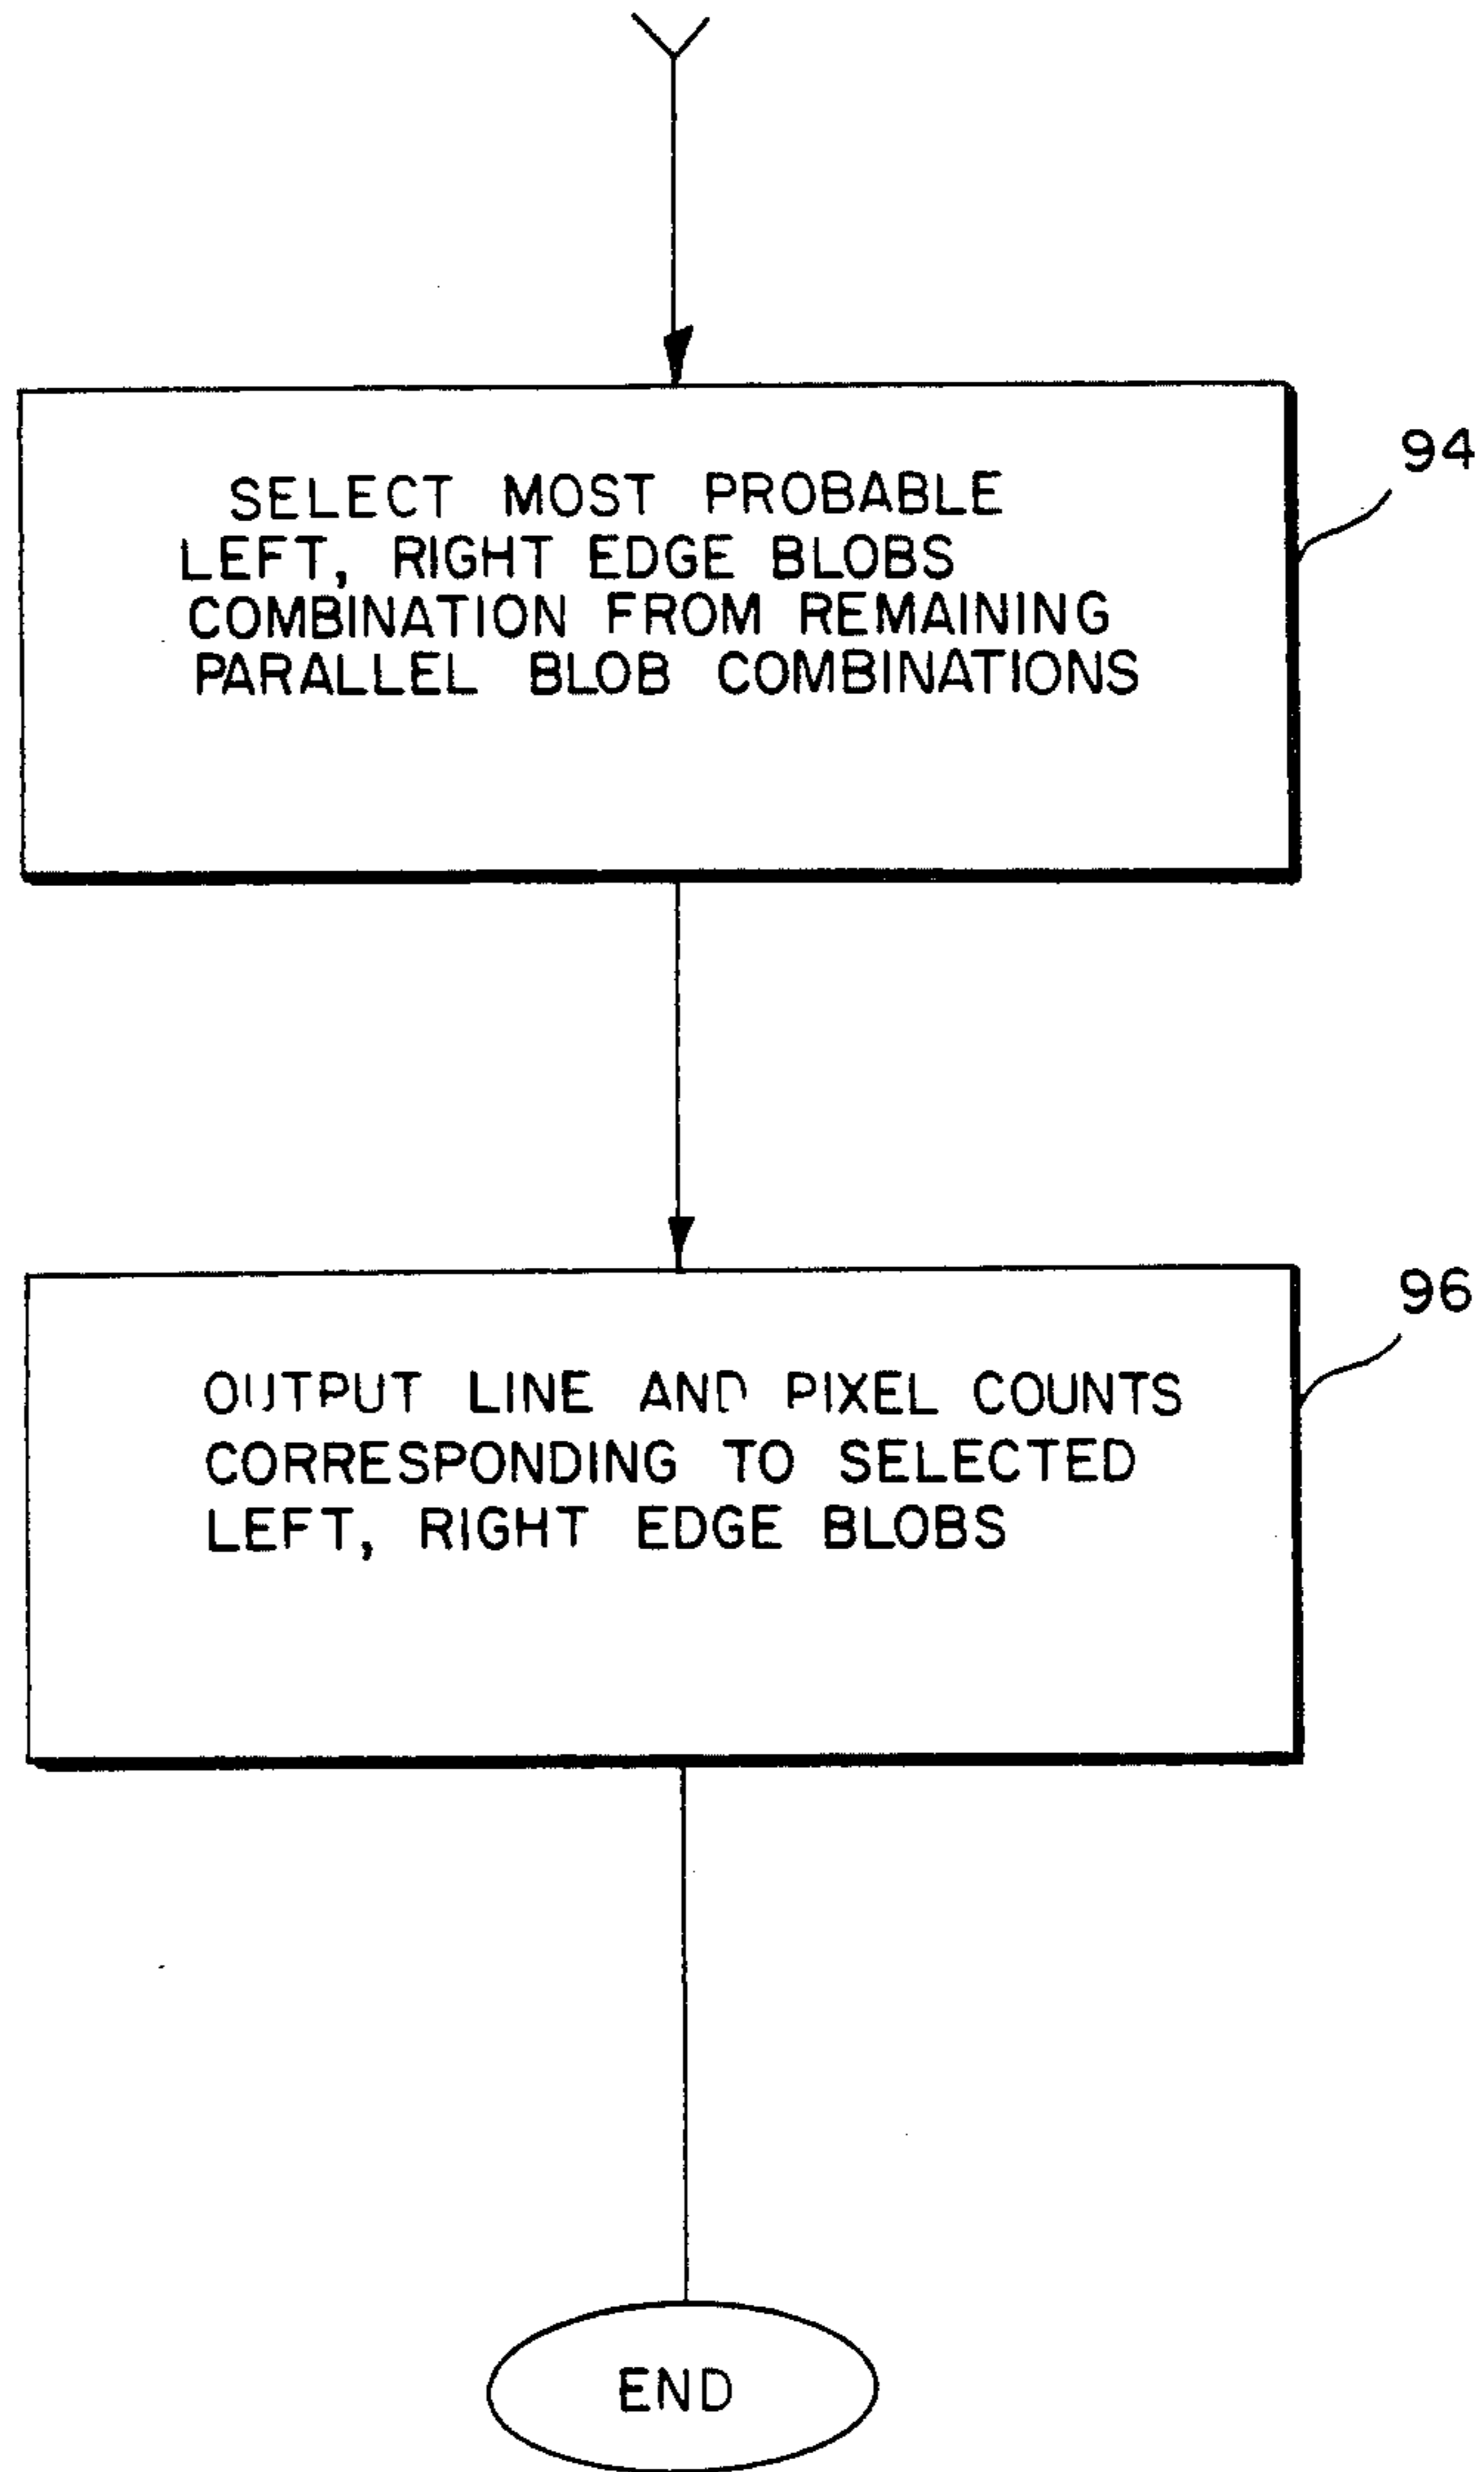 94
SELECT MOST PROBABLE
LEFT, RIGHT EDGE BLOBS
COMBINATION FROM REMAINING
PARALLEL BLOB COMBINATIONS
96
OUTPUT LINE AND PIXEL COUNTS
CORRESPONDING TO SELECTED
LEFT, RIGHT EDGE BLOBS
END